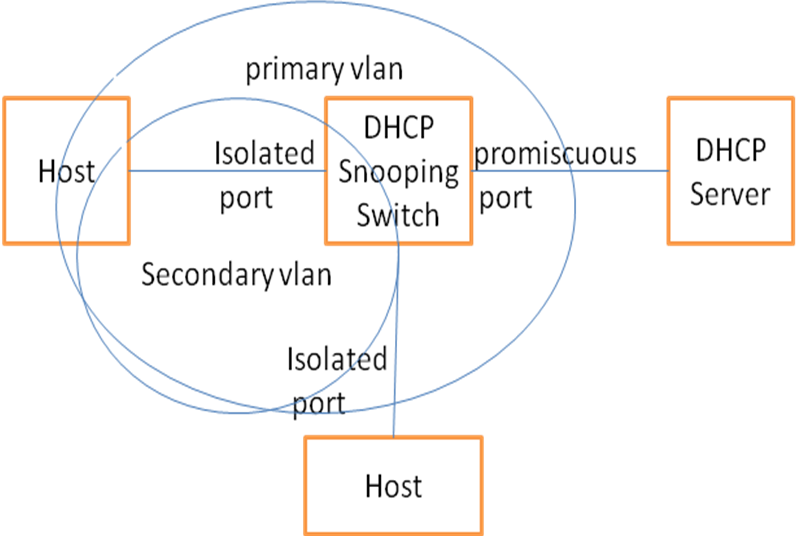 primary vlan
Host
Isolated
port
DHCP
Snooping
Switch
promiscuous
port
DHCP
Server
Secondary vlan
Isolated
port
Host